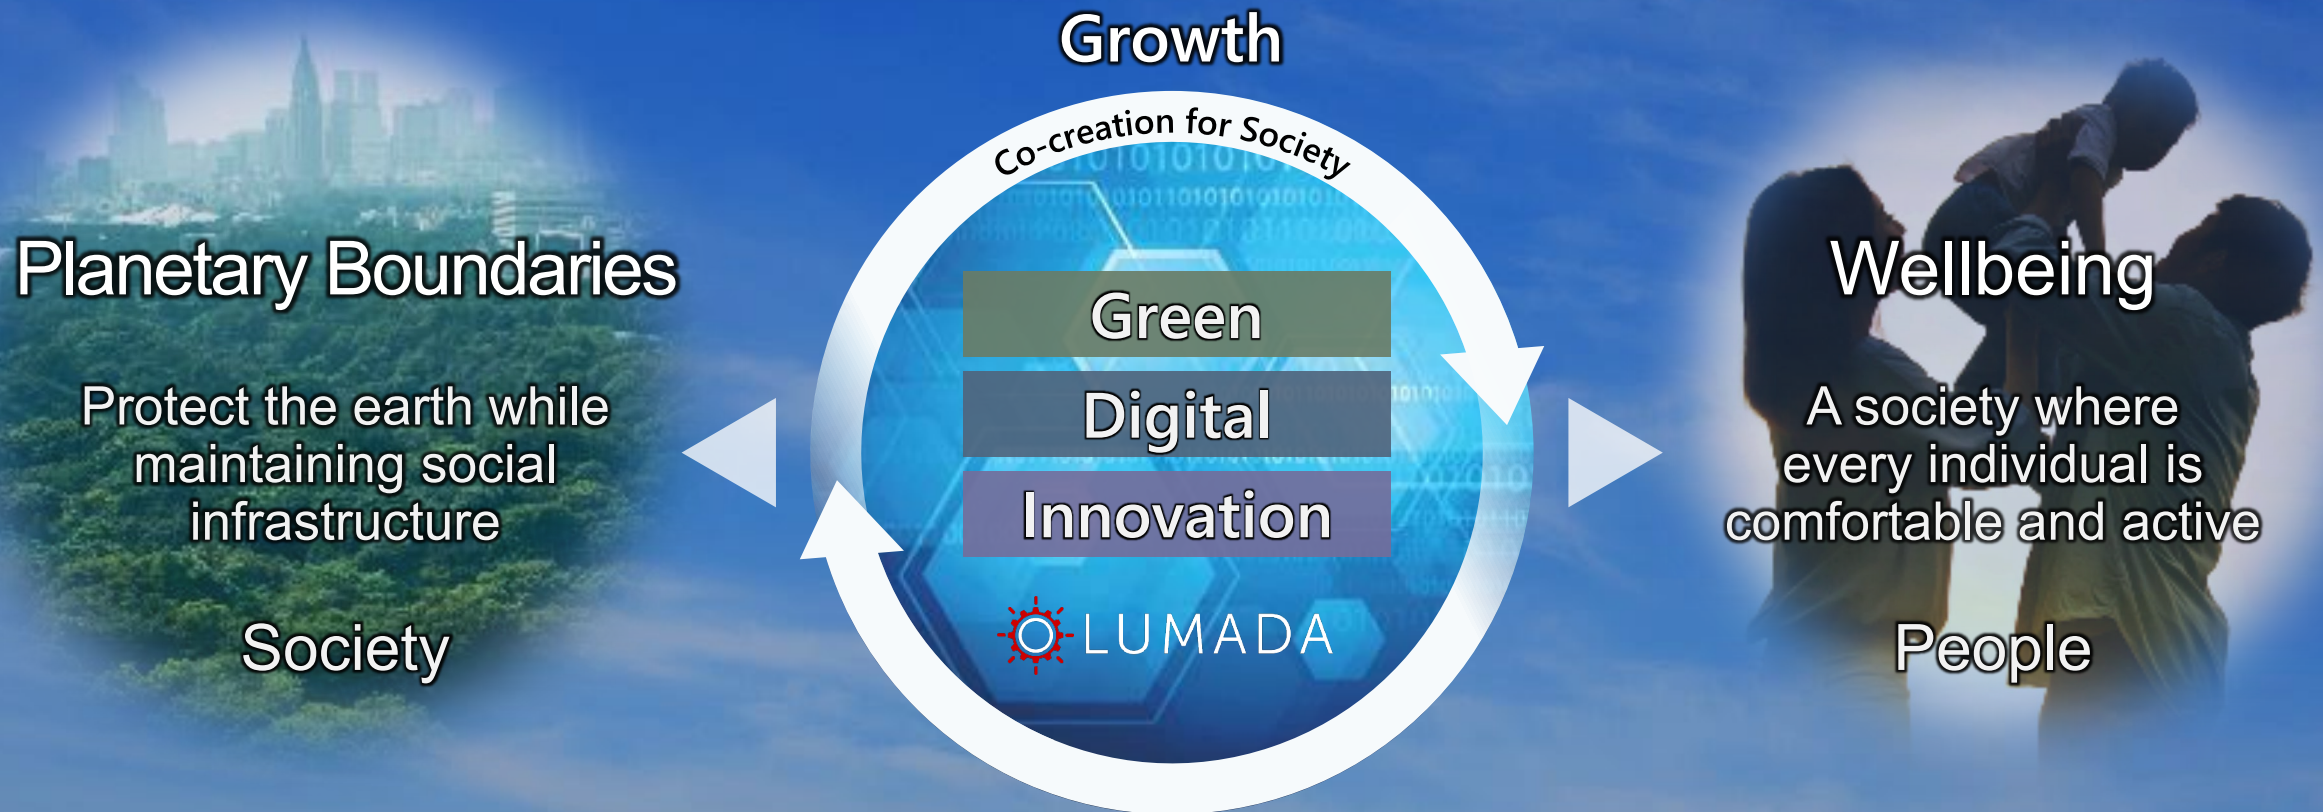 Growth
Co-creation for Society
Planetary Boundaries
Protect the earth while
maintaining social
infrastructure
Society
Green
Digital
Innovation
LUMADA
Wellbeing
A society where
every individual is
comfortable and active
People